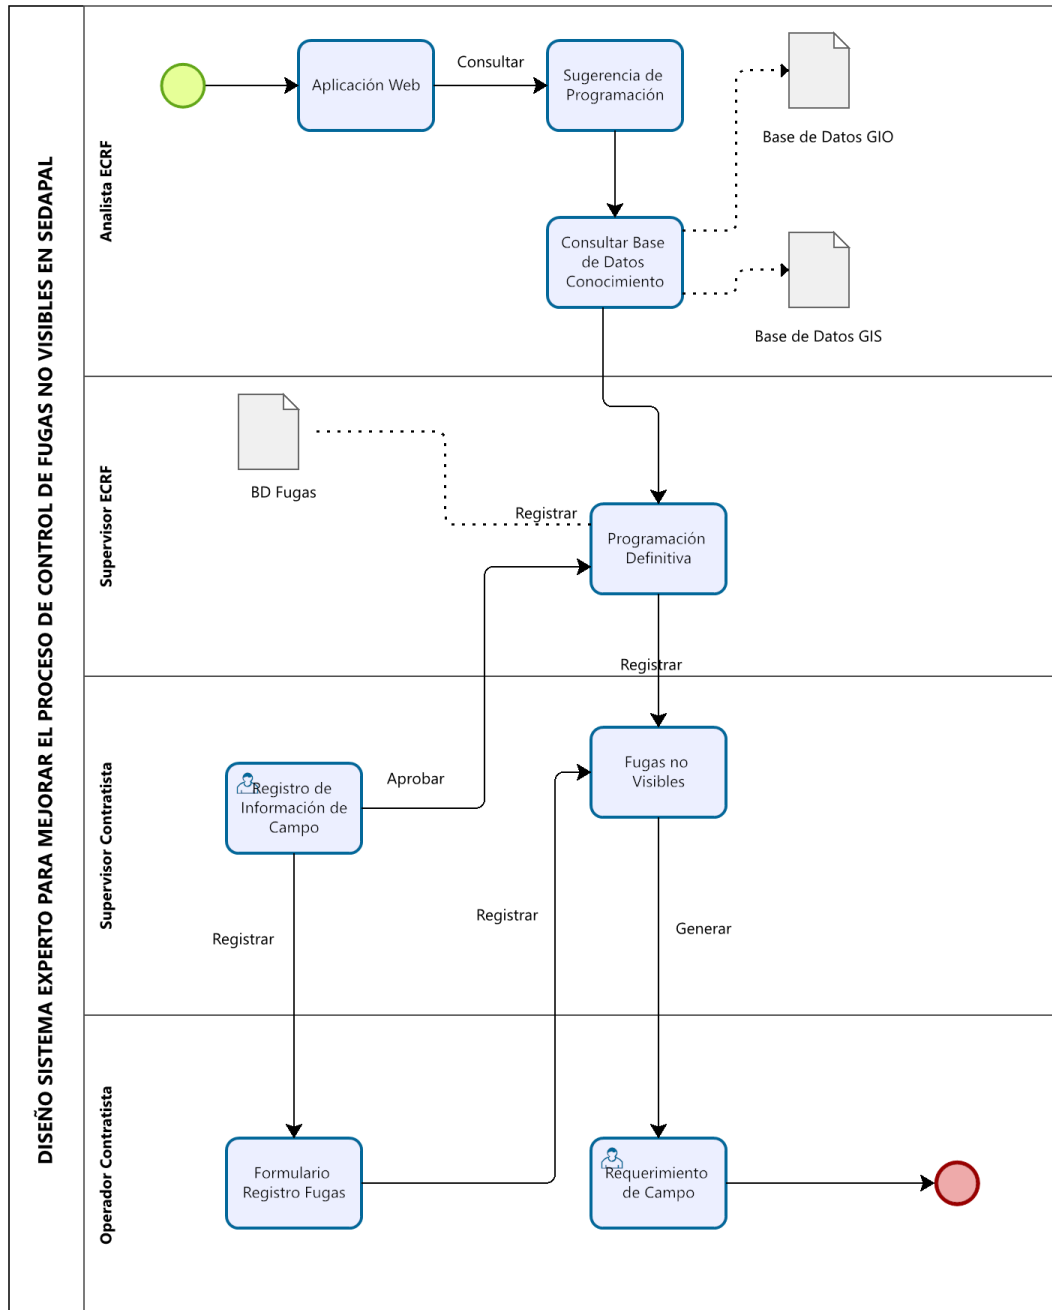 DISEÑO SISTEMA EXPERTO PARA MEJORAR EL PROCESO DE CONTROL DE FUGAS NO VISIBLES EN SEDAPAL
Analista ECRF
Aplicación Web
Consultar
Sugerencia de
Programación
Base de Datos GIO
Consultar Base
de Datos
Conocimiento
Base de Datos GIS
Supervisor ECRF
BD Fugas
Registrar
Programación
Definitiva
Registrar
Supervisor Contratista
Registro de
Información de
Campo
Aprobar
Fugas no
Visibles
Registrar
Registrar
Generar
Operador Contratista
Formulario
Registro Fugas
Requerimiento
de Campo